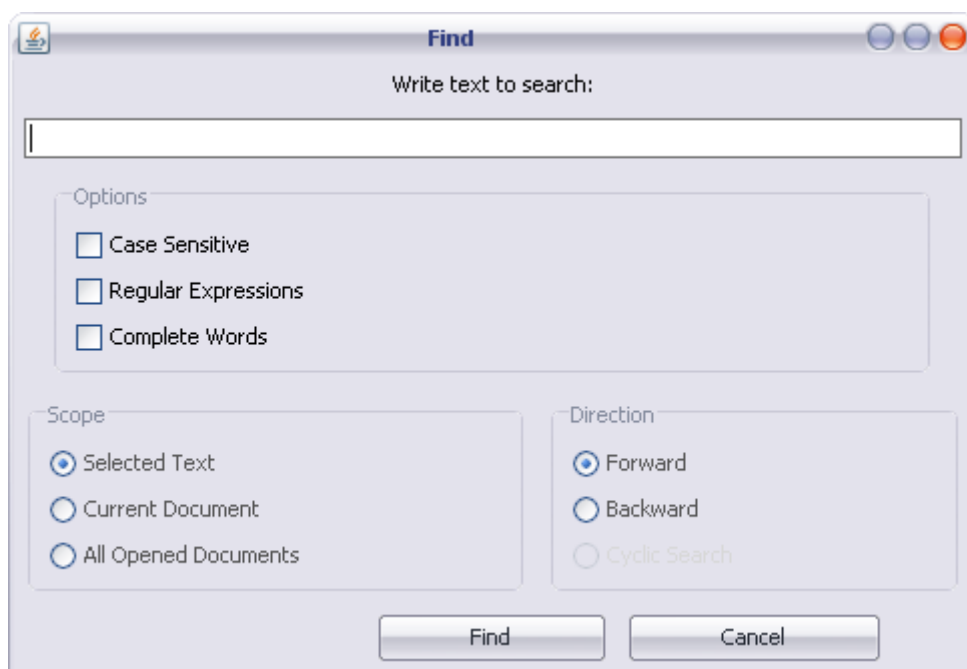 Find
Write text to search:
Options
Case Sensitive
Regular Expressions
Complete Words
Scope
Selected Text
Current Document
All Opened Documents
Direction
Forward
Backward
Cyclic Search
Find
Cancel